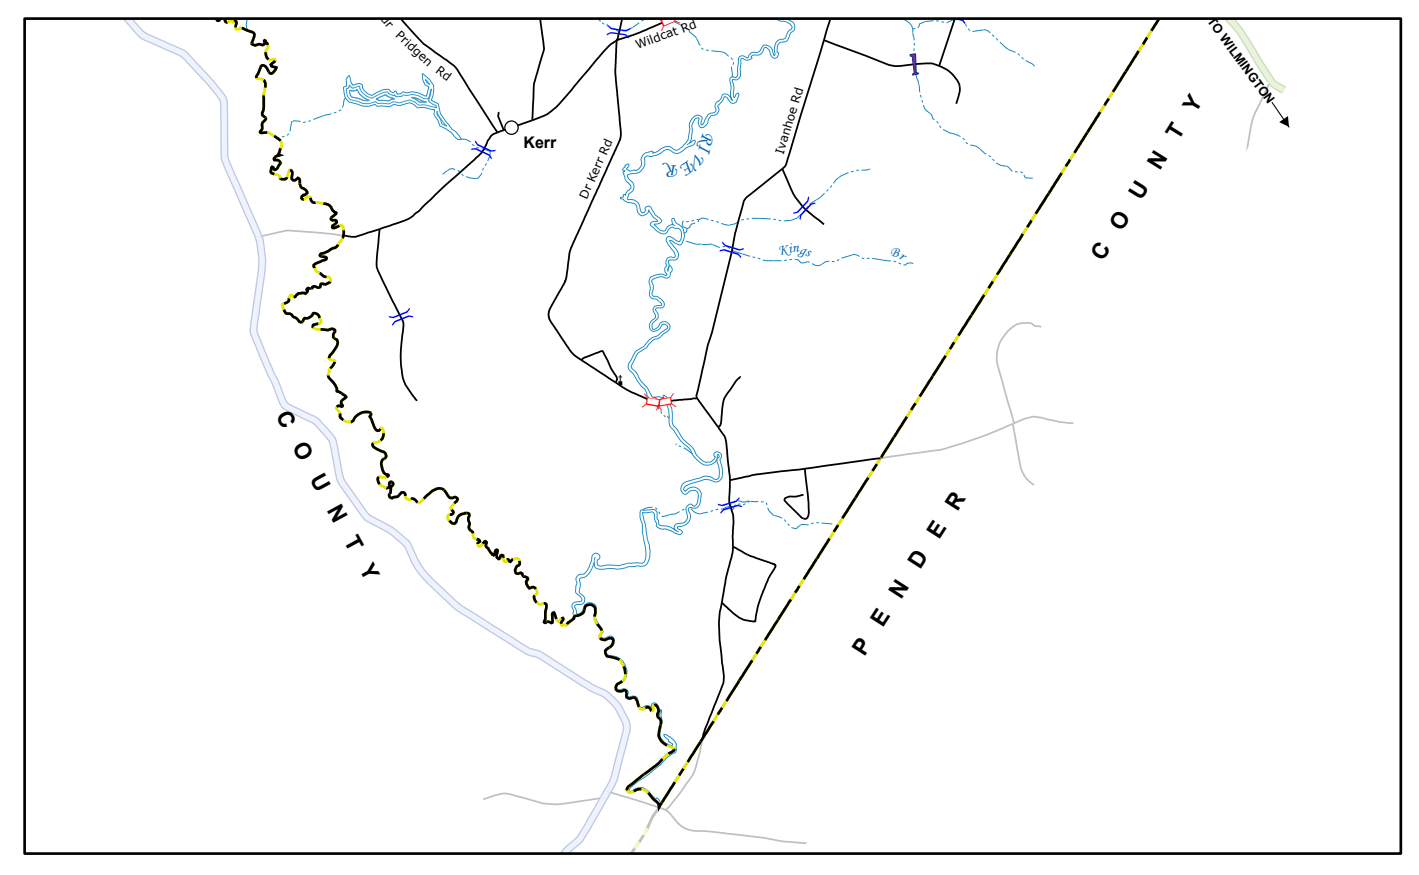 Pridgen Rd
Wildcat Rd
TO WILMINGTON
Kerr
Dr Kerr Rd
Ivanhoe Rd
RIVER
COUNTY
Kings Br
COUNTY
PENDER